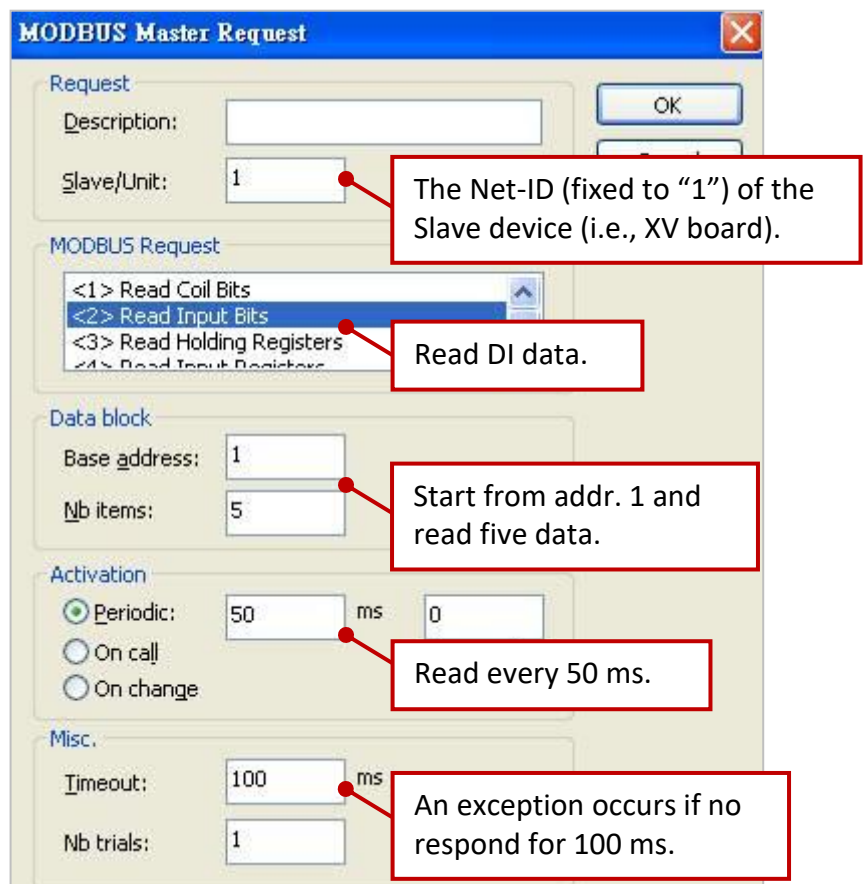 MODBUS Master Request
Request
Description:
OK
Slave/Unit: 1
The Net-ID (fixed to “1”) of the
Slave device (i.e., XV board).
MODBUS Request
<1> Read Coil Bits
<2> Read Input Bits
<3> Read Holding Registers
<4> Read Input Registers
Read DI data.
Data block
Base address: 1
Nb items: 5
Start from addr. 1 and
read five data.
Activation
Periodic: 50 ms 0
On call
On change
Read every 50 ms.
Misc.
Timeout: 100 ms
Nb trials: 1
An exception occurs if no
respond for 100 ms.